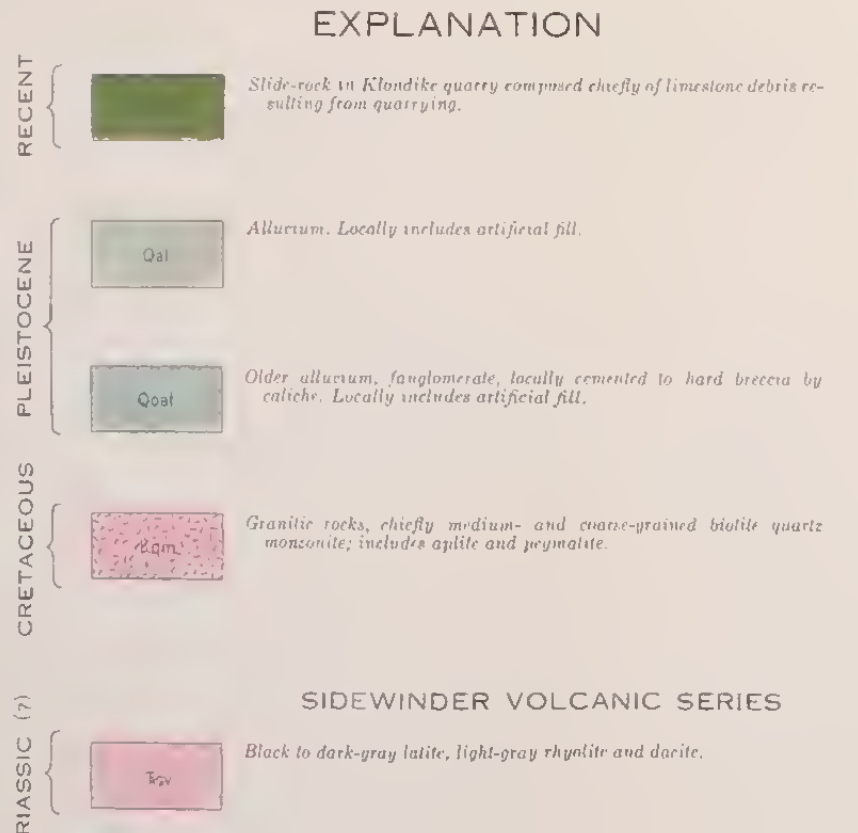 EXPLANATION
RECENT
Slide-rock in Klondike quarry composed chiefly of limestone debris re-
sulting from quarrying.
PLEISTOCENE
Qal
Alluvium. Locally includes artificial fill.
Qoal
Older alluvium, fanglomerate, locally cemented to hard breccia by
caliche. Locally includes artificial fill.
CRETACEOUS
Kqm
Granitic rocks, chiefly medium- and coarse-grained biotite quartz
monzonite; includes aplite and pegmatite.
SIDEWINDER VOLCANIC SERIES
RIASSIC (?)
Black to dark-gray latite, light-gray rhyolite and dacite.